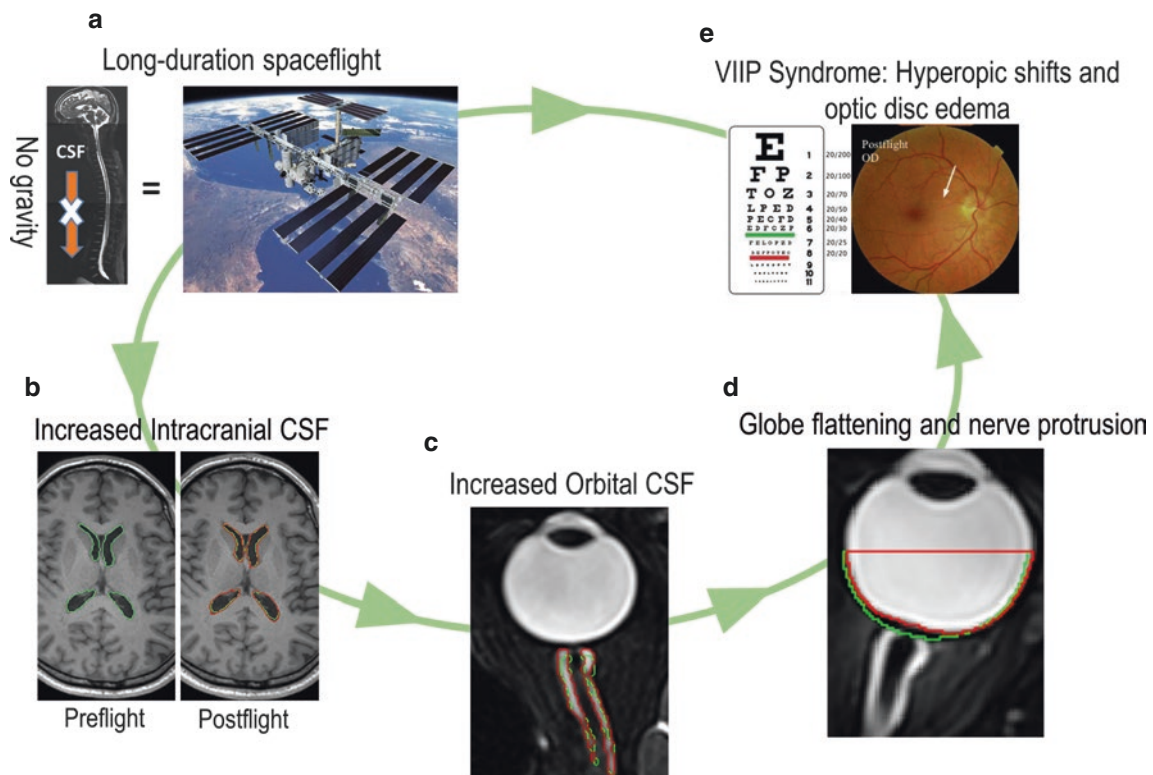 a
Long-duration spaceflight
No gravity
CSF
=
e
VIIP Syndrome: Hyperopic shifts and
optic disc edema
E 1 20/200
F P 2 20/100
T O Z 3 20/70
L P E D 4 20/50
P E C F D 5 20/40
E D F C Z P 6 20/30
7 20/25
8 20/20
9
10
11
Postflight
OD
b
Increased Intracranial CSF
Preflight
Postflight
c
Increased Orbital CSF
d
Globe flattening and nerve protrusion